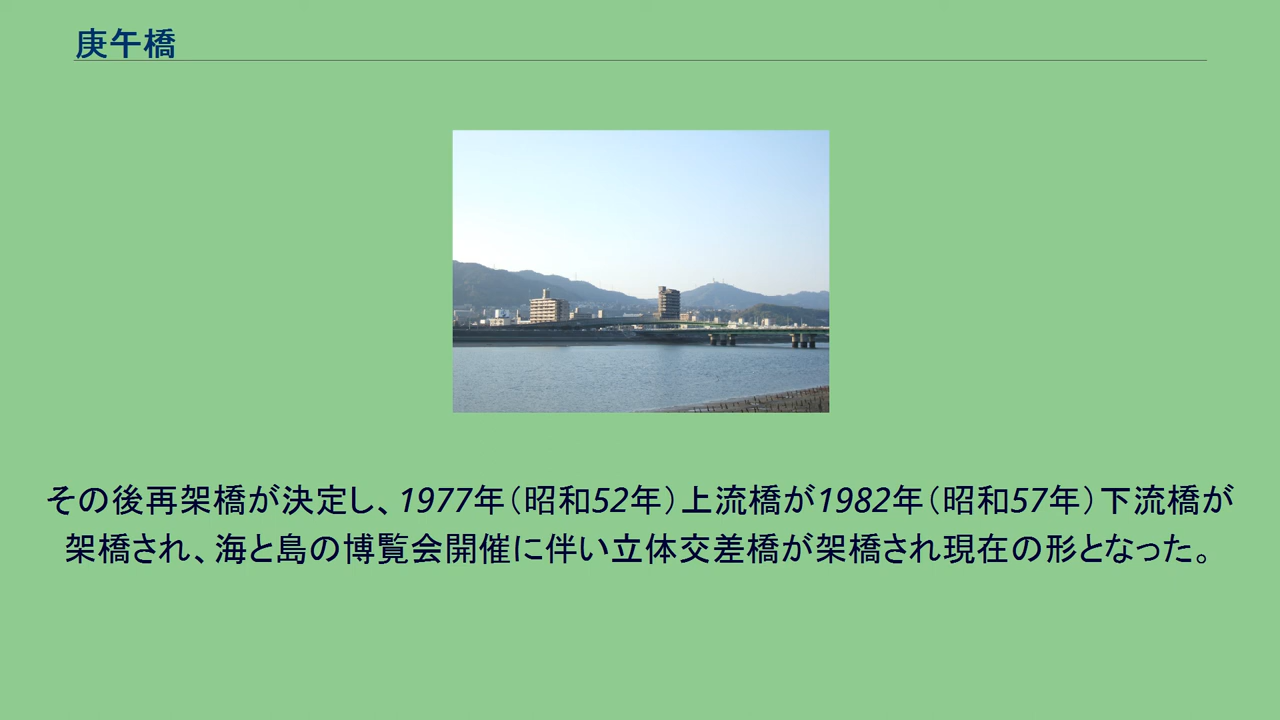 庚午橋
その後再架橋が決定し、1977年（昭和52年）上流橋が1982年（昭和57年）下流橋が
架橋され、海と島の博覧会開催に伴い立体交差橋が架橋され現在の形となった。